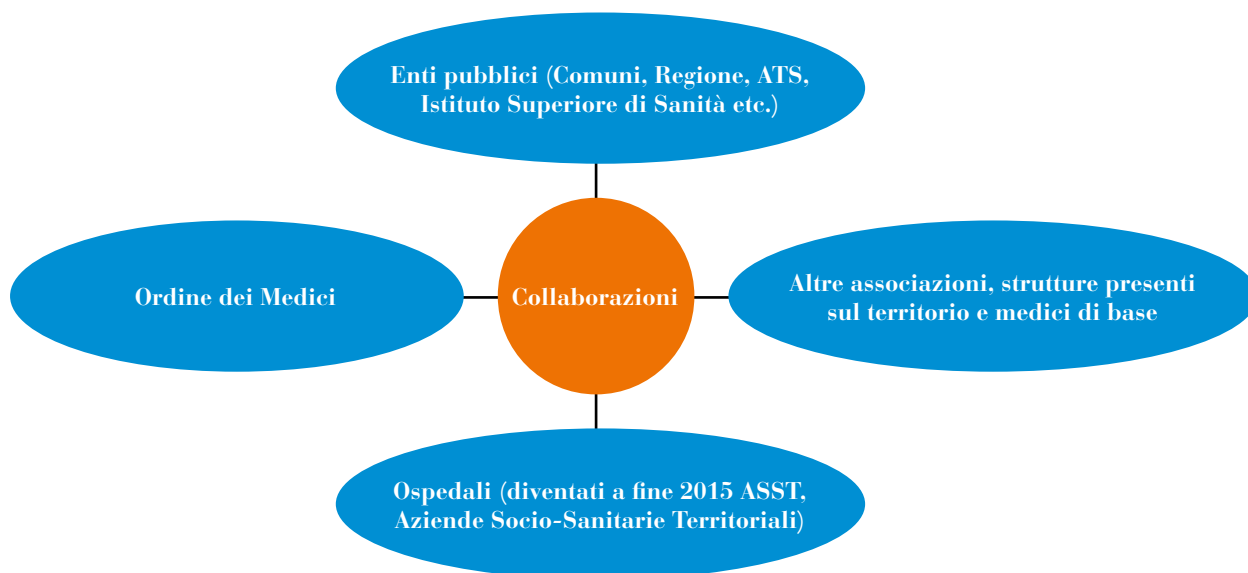 Enti pubblici (Comuni, Regione, ATS,
Istituto Superiore di Sanità etc.)
Ordine dei Medici
Collaborazioni
Altre associazioni, strutture presenti
sul territorio e medici di base
Ospedali (diventati a fine 2015 ASST,
Aziende Socio-Sanitarie Territoriali)